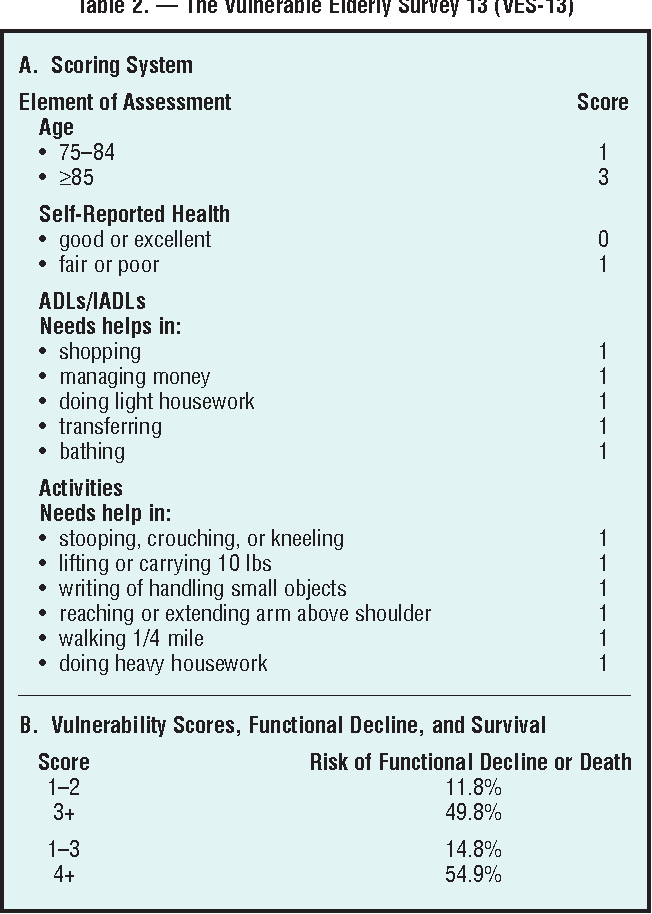 Table 2. — The Vulnerable Elderly Survey 13 (VES-13)
A. Scoring System
Element of Assessment Score
Age
• 75–84 1
• ≥85 3
Self-Reported Health
• good or excellent 0
• fair or poor 1
ADLs/IADLs
Needs helps in:
• shopping 1
• managing money 1
• doing light housework 1
• transferring 1
• bathing 1
Activities
Needs help in:
• stooping, crouching, or kneeling 1
• lifting or carrying 10 lbs 1
• writing of handling small objects 1
• reaching or extending arm above shoulder 1
• walking 1/4 mile 1
• doing heavy housework 1
B. Vulnerability Scores, Functional Decline, and Survival
Score Risk of Functional Decline or Death
1–2 11.8%
3+ 49.8%
1–3 14.8%
4+ 54.9%